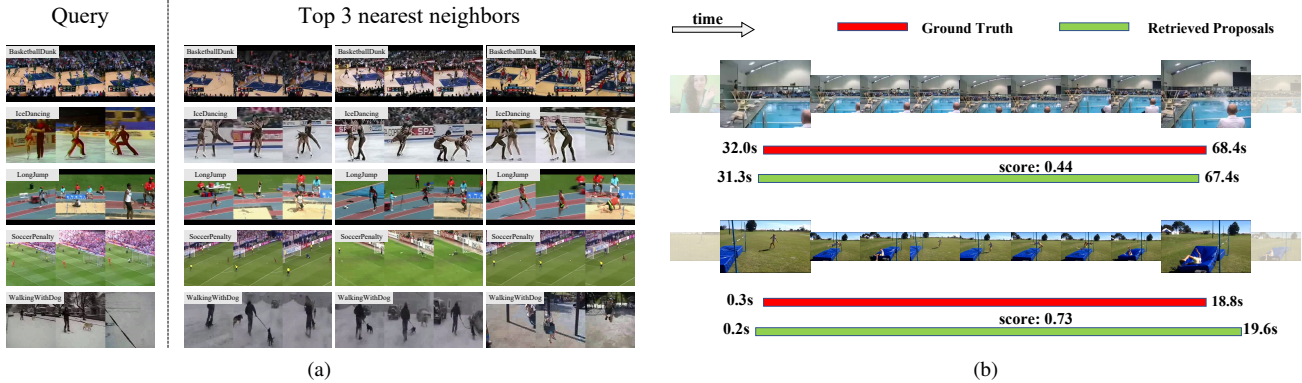 Query
Top 3 nearest neighbors
BasketballDunk
BasketballDunk
BasketballDunk
BasketballDunk
IceDancing
IceDancing
IceDancing
IceDancing
LongJump
LongJump
LongJump
LongJump
SoccerPenalty
SoccerPenalty
SoccerPenalty
SoccerPenalty
WalkingWithDog
WalkingWithDog
WalkingWithDog
WalkingWithDog
(a)
time
Ground Truth
Retrieved Proposals
32.0s
68.4s
score: 0.44
31.3s
67.4s
0.3s
18.8s
score: 0.73
0.2s
19.6s
(b)